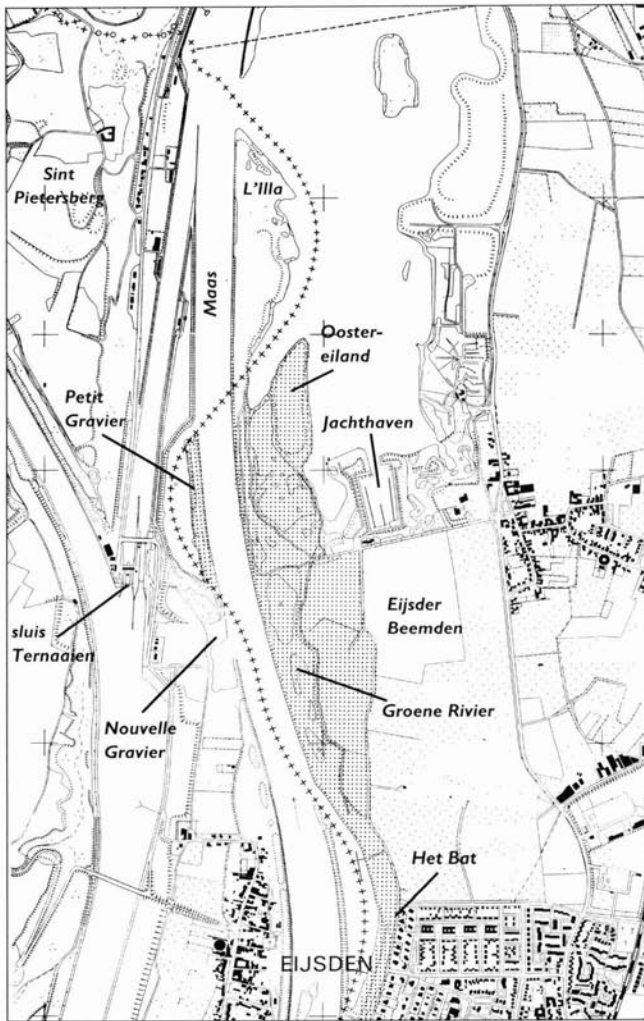 Sint
Pietersberg
L'Illa
Maas
Ooster-
eiland
Petit
Gravier
Jachthaven
Eijsder
Beemden
sluis
Ternaaien
Groene Rivier
Nouvelle
Gravier
Het Bat
EIJSDEN